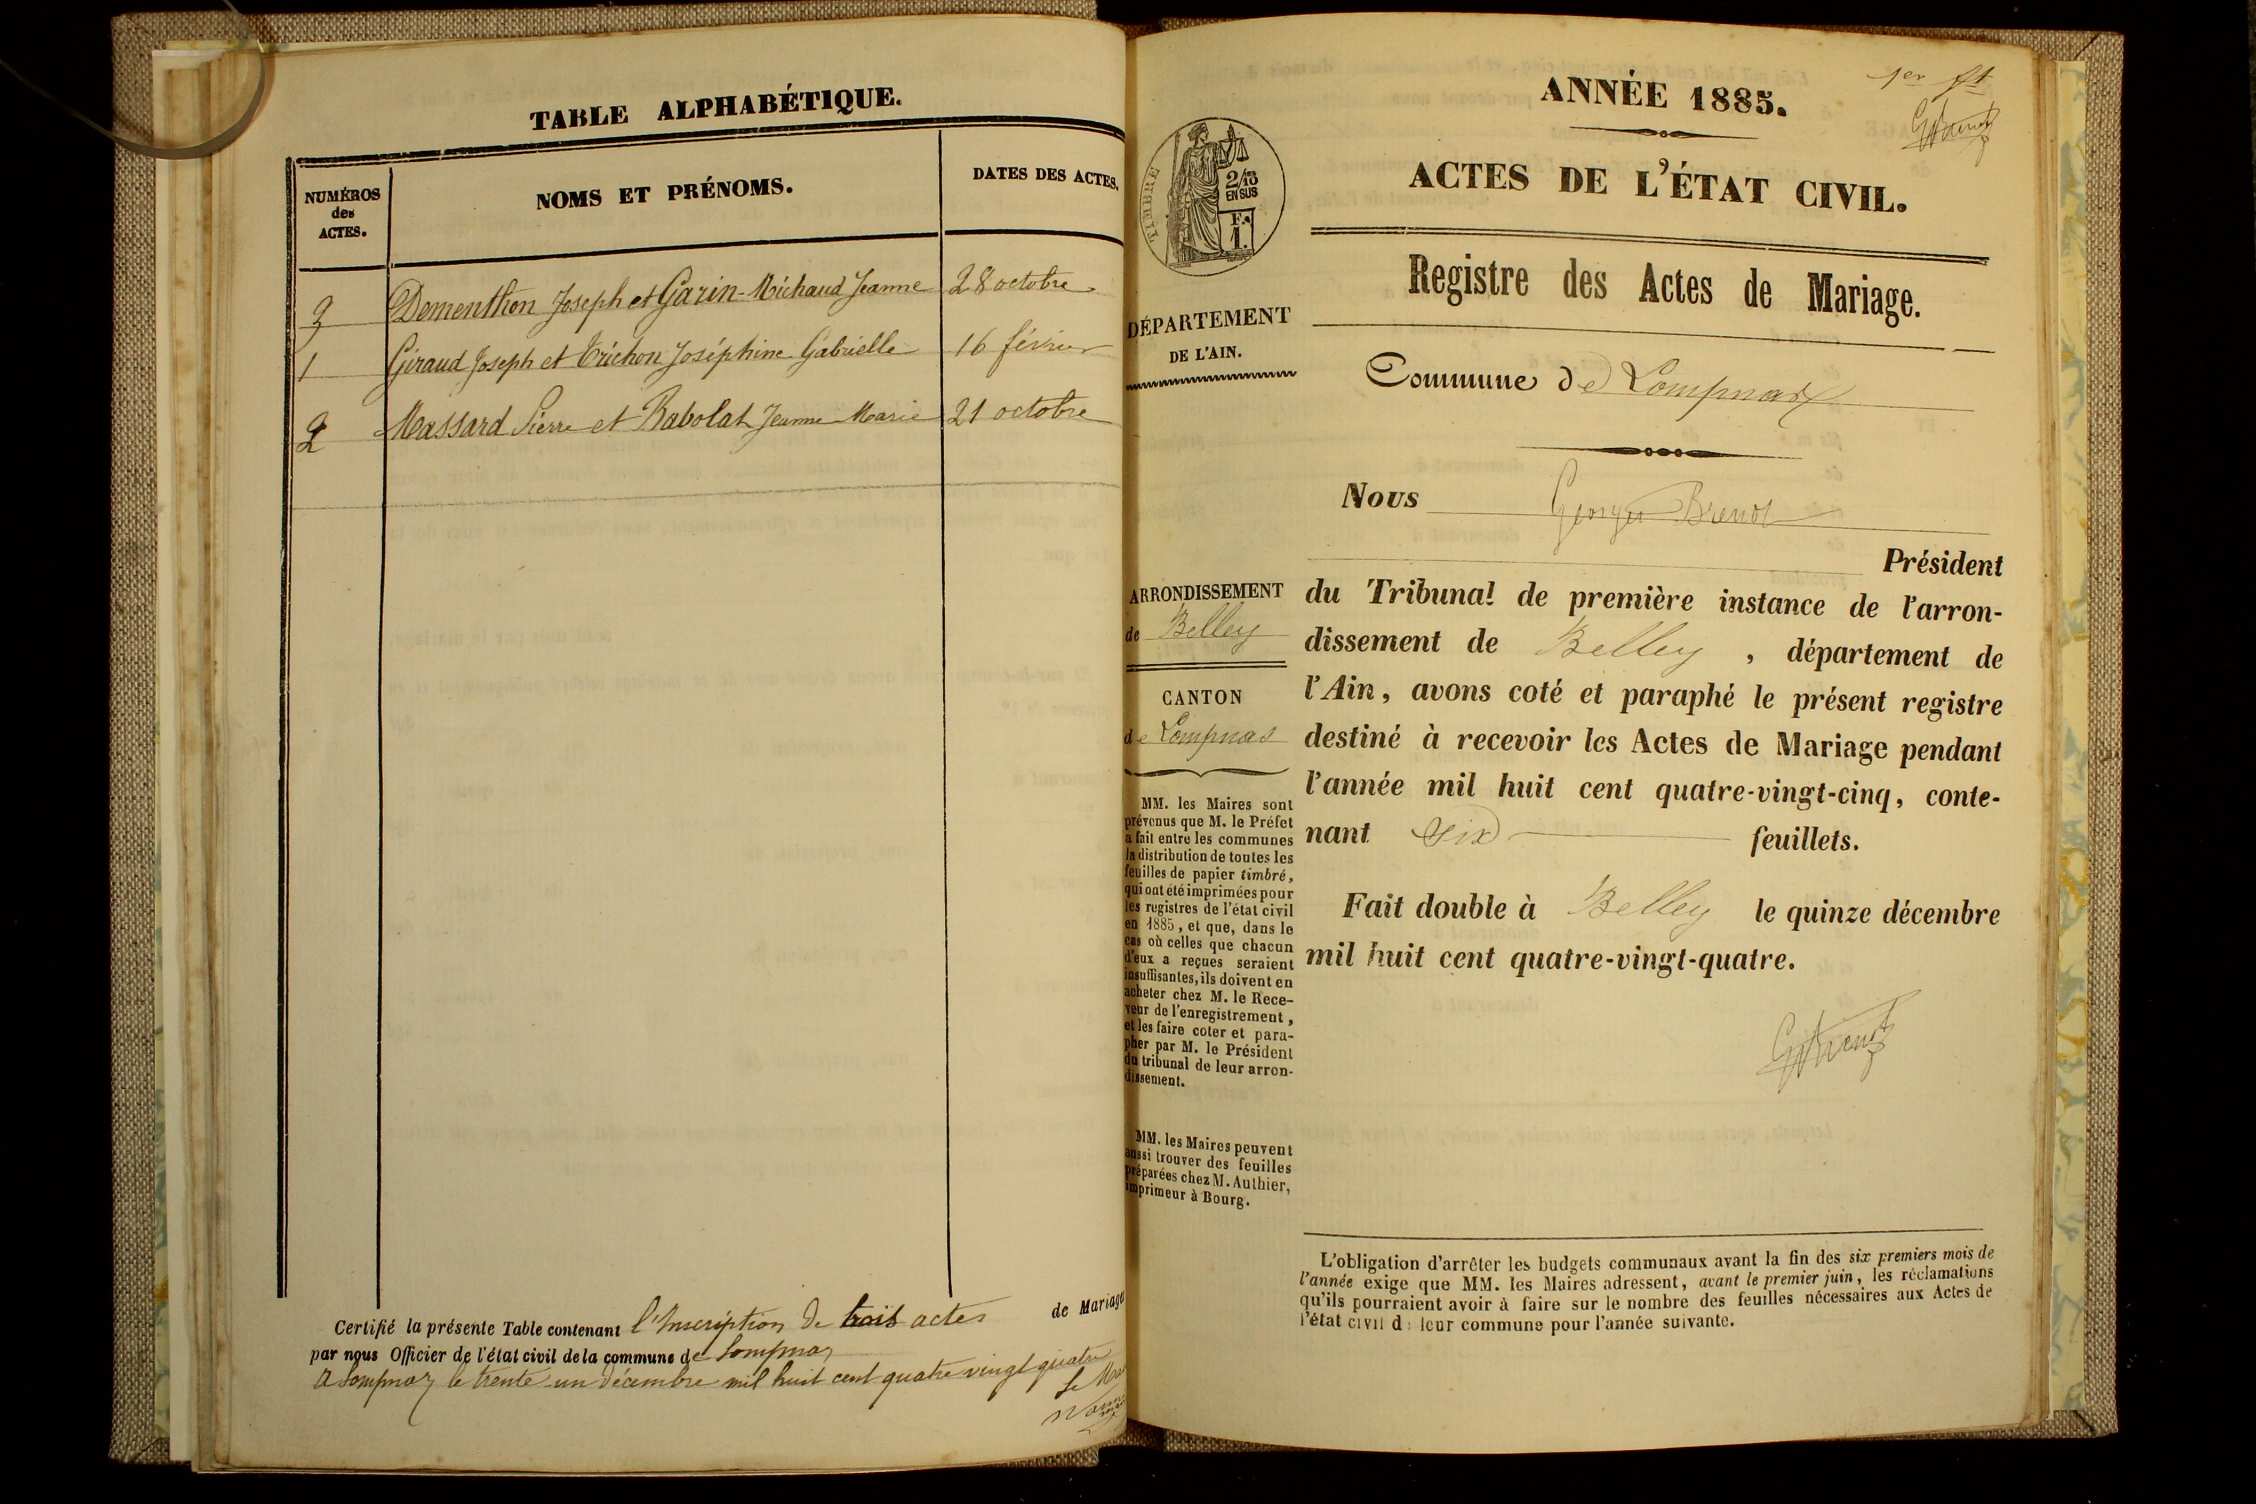 TABLE ALPHABÉTIQUE.
NUMÉROS
des
ACTES.
NOMS ET PRÉNOMS.
DATES DES ACTES.
3 Dementhon Joseph et Garin-Michaud Jeanne 28 octobre
1 Giraud Joseph et Trichon Joséphine Gabrielle 16 février
2 Massard Pierre et Rabolat Jeanne Marie 21 octobre
Certifié la présente Table contenant l'Inscription de trois actes de Mariage
par nous Officier de l'état civil de la commune de Lompnaz
A Lompnaz le trente un décembre mil huit cent quatre vingt quatre
Le
1er
ANNÉE 1885.
ACTES DE L'ÉTAT CIVIL.
TIMBRE
2/10
EN SUS
F.
1.
Registre des Actes de Mariage.
DÉPARTEMENT
DE L'AIN.
Commune de Lompnax
Nous Georges Brenot
Président
ARRONDISSEMENT
de Belley
CANTON
de Lompnas
MM. les Maires sont
prévenus que M. le Préfet
a fait entre les communes
la distribution de toutes les
feuilles de papier timbré,
qui ont été imprimées pour
les registres de l'état civil
en 1885, et que, dans le
cas où celles que chacun
d'eux a reçues seraient
insuffisantes, ils doivent en
acheter chez M. le Rece-
veur de l'enregistrement,
et les faire coter et para-
pher par M. le Président
du tribunal de leur arron-
dissement.
MM. les Maires peuvent
aussi trouver des feuilles
préparées chez M. Authier,
imprimeur à Bourg.
du Tribunal de première instance de l'arron-
dissement de Belley, département de
l'Ain, avons coté et paraphé le présent registre
destiné à recevoir les Actes de Mariage pendant
l'année mil huit cent quatre-vingt-cinq, conte-
nant six feuillets.
Fait double à Belley le quinze décembre
mil huit cent quatre-vingt-quatre.
L'obligation d'arrêter les budgets communaux avant la fin des six premiers mois de
l'année exige que MM. les Maires adressent, avant le premier juin, les réclamations
qu'ils pourraient avoir à faire sur le nombre des feuilles nécessaires aux Actes de
l'état civil de leur commune pour l'année suivante.